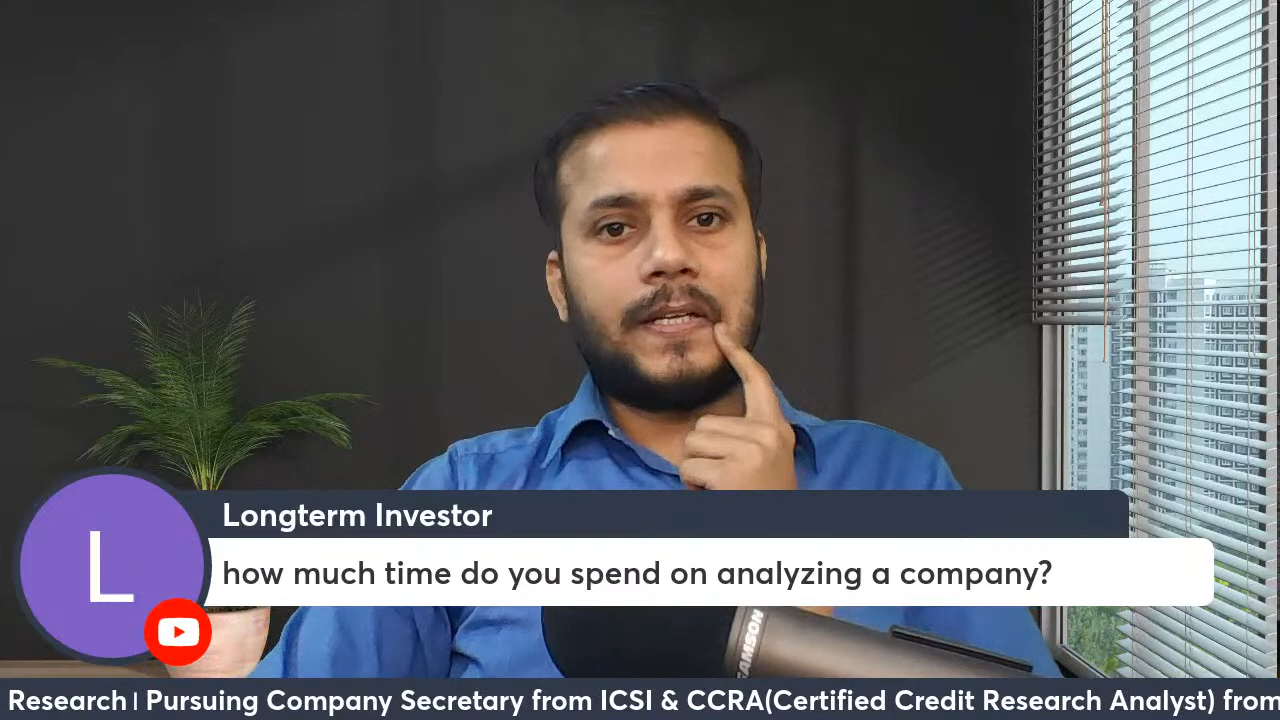 Longterm Investor
L
how much time do you spend on analyzing a company?
SAMSON
Research | Pursuing Company Secretary from ICSI & CCRA(Certified Credit Research Analyst) from